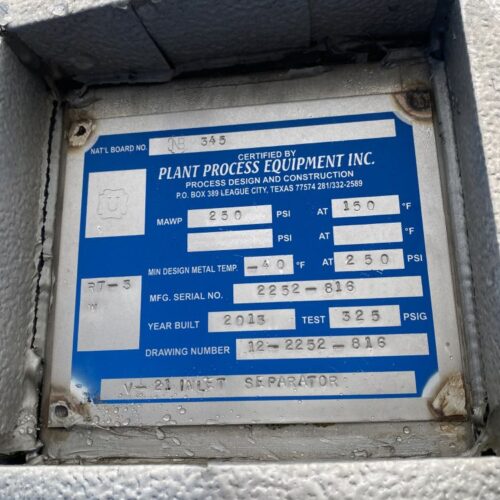 NAT'L BOARD NO. 345
CERTIFIED BY
PLANT PROCESS EQUIPMENT INC.
PROCESS DESIGN AND CONSTRUCTION
P.O. BOX 389 LEAGUE CITY, TEXAS 77574 281/332-2589
U
MAWP 250 PSI AT 150 °F
PSI AT °F
MIN DESIGN METAL TEMP. -40 °F AT 250 PSI
RT-3
W
MFG. SERIAL NO. 2252-816
YEAR BUILT 2013 TEST 325 PSIG
DRAWING NUMBER 12-2252-816
V-21 INLET SEPARATOR